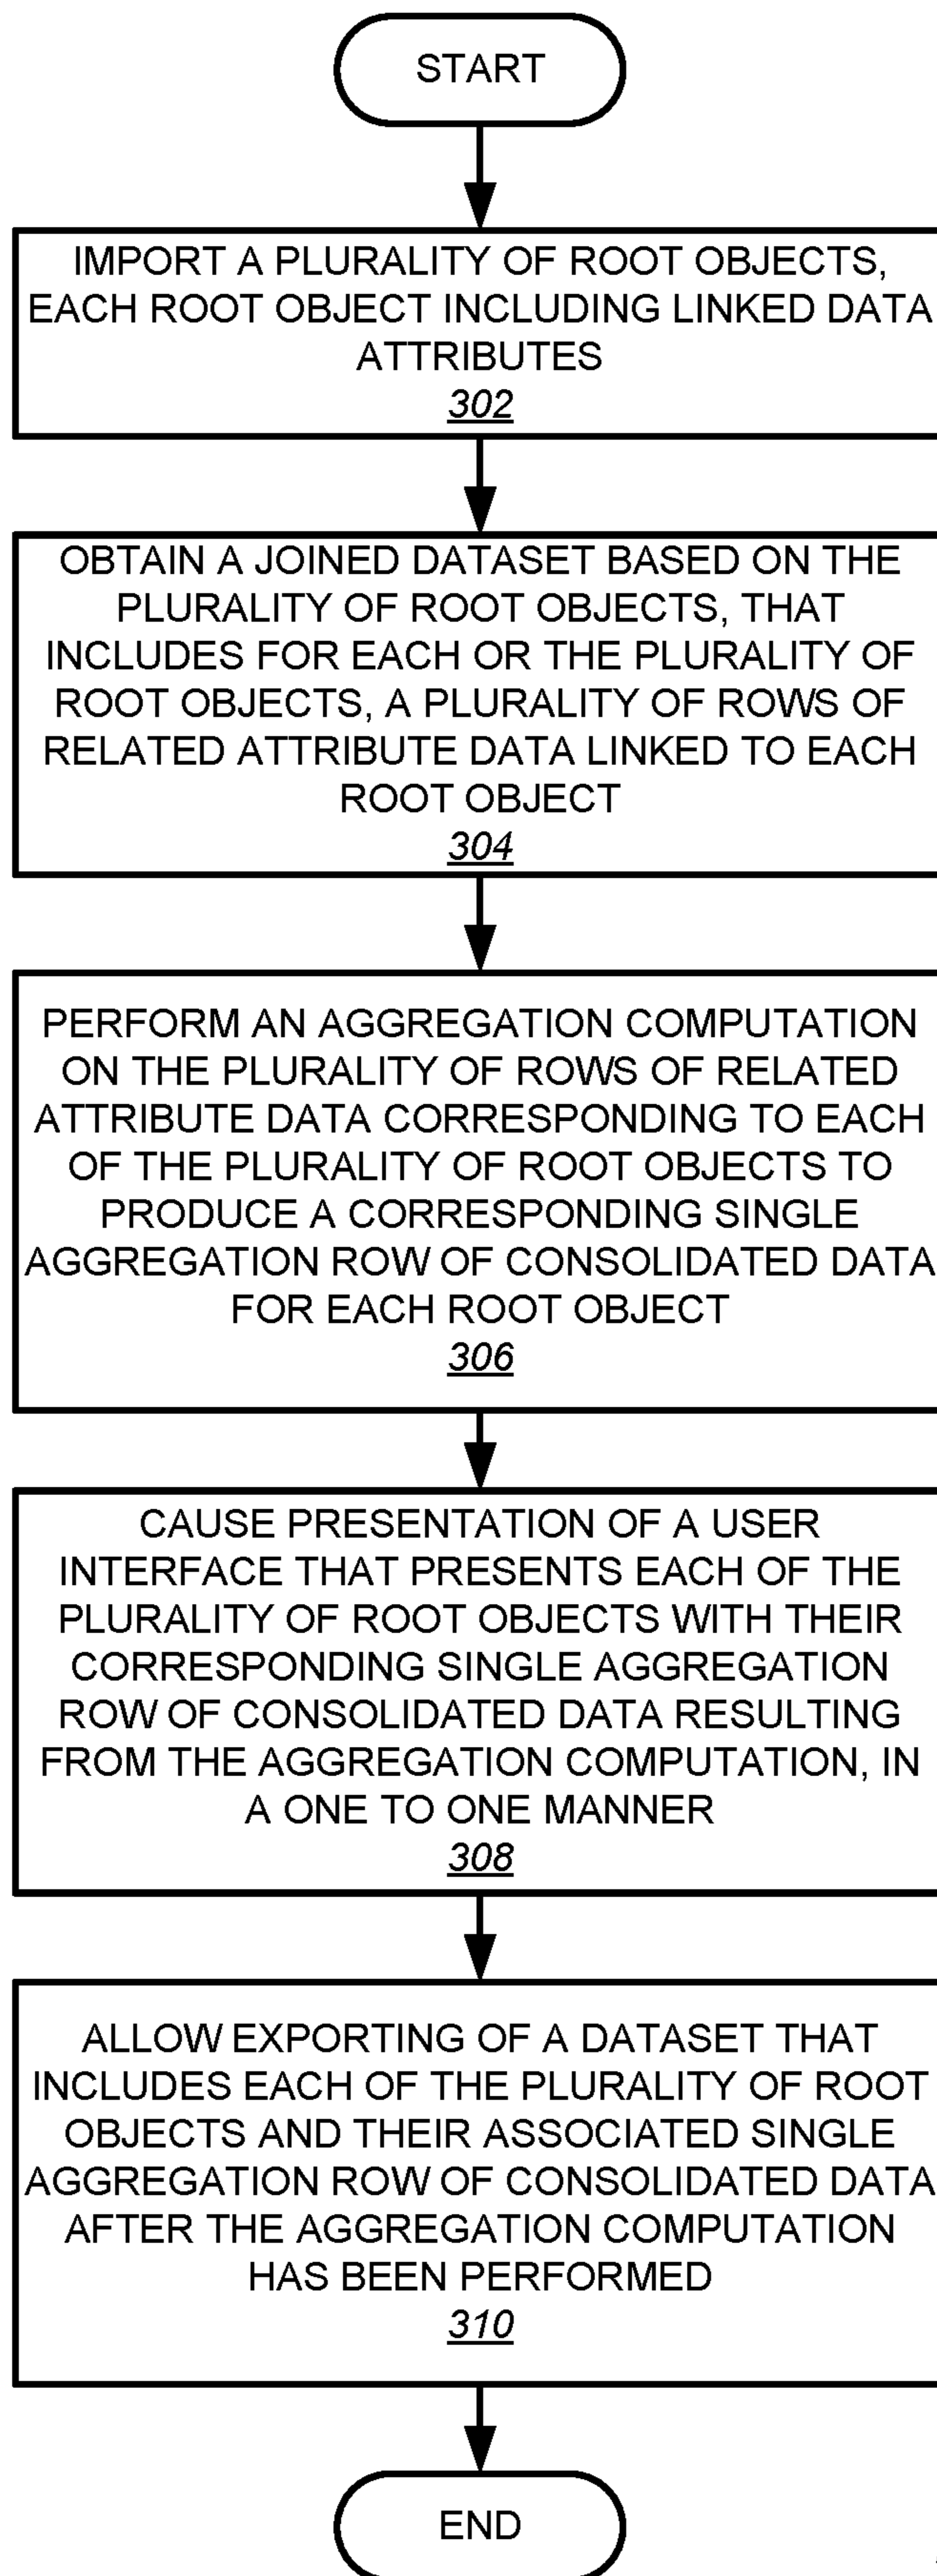 START
IMPORT A PLURALITY OF ROOT OBJECTS,
EACH ROOT OBJECT INCLUDING LINKED DATA
ATTRIBUTES
302
OBTAIN A JOINED DATASET BASED ON THE
PLURALITY OF ROOT OBJECTS, THAT
INCLUDES FOR EACH OR THE PLURALITY OF
ROOT OBJECTS, A PLURALITY OF ROWS OF
RELATED ATTRIBUTE DATA LINKED TO EACH
ROOT OBJECT
304
PERFORM AN AGGREGATION COMPUTATION
ON THE PLURALITY OF ROWS OF RELATED
ATTRIBUTE DATA CORRESPONDING TO EACH
OF THE PLURALITY OF ROOT OBJECTS TO
PRODUCE A CORRESPONDING SINGLE
AGGREGATION ROW OF CONSOLIDATED DATA
FOR EACH ROOT OBJECT
306
CAUSE PRESENTATION OF A USER
INTERFACE THAT PRESENTS EACH OF THE
PLURALITY OF ROOT OBJECTS WITH THEIR
CORRESPONDING SINGLE AGGREGATION
ROW OF CONSOLIDATED DATA RESULTING
FROM THE AGGREGATION COMPUTATION, IN
A ONE TO ONE MANNER
308
ALLOW EXPORTING OF A DATASET THAT
INCLUDES EACH OF THE PLURALITY OF ROOT
OBJECTS AND THEIR ASSOCIATED SINGLE
AGGREGATION ROW OF CONSOLIDATED DATA
AFTER THE AGGREGATION COMPUTATION
HAS BEEN PERFORMED
310
END